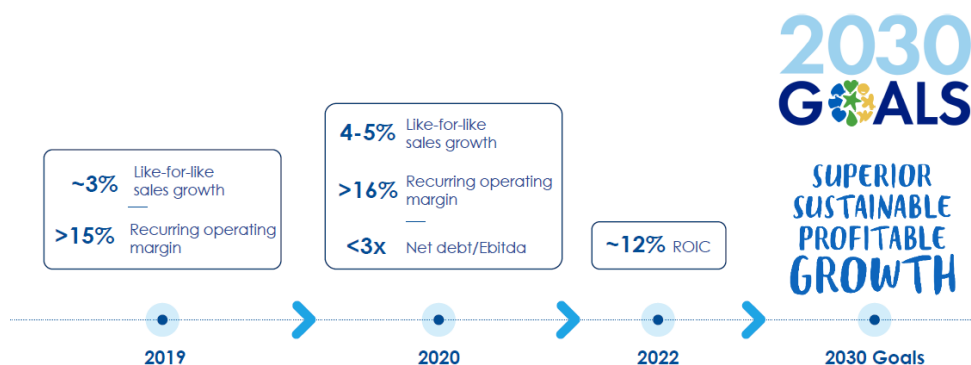 2030
GOALS
~3% Like-for-like
sales growth
>15% Recurring operating
margin
4-5% Like-for-like
sales growth
>16% Recurring operating
margin
<3x Net debt/Ebitda
~12% ROIC
SUPERIOR
SUSTAINABLE
PROFITABLE
GROWTH
2019
2020
2022
2030 Goals